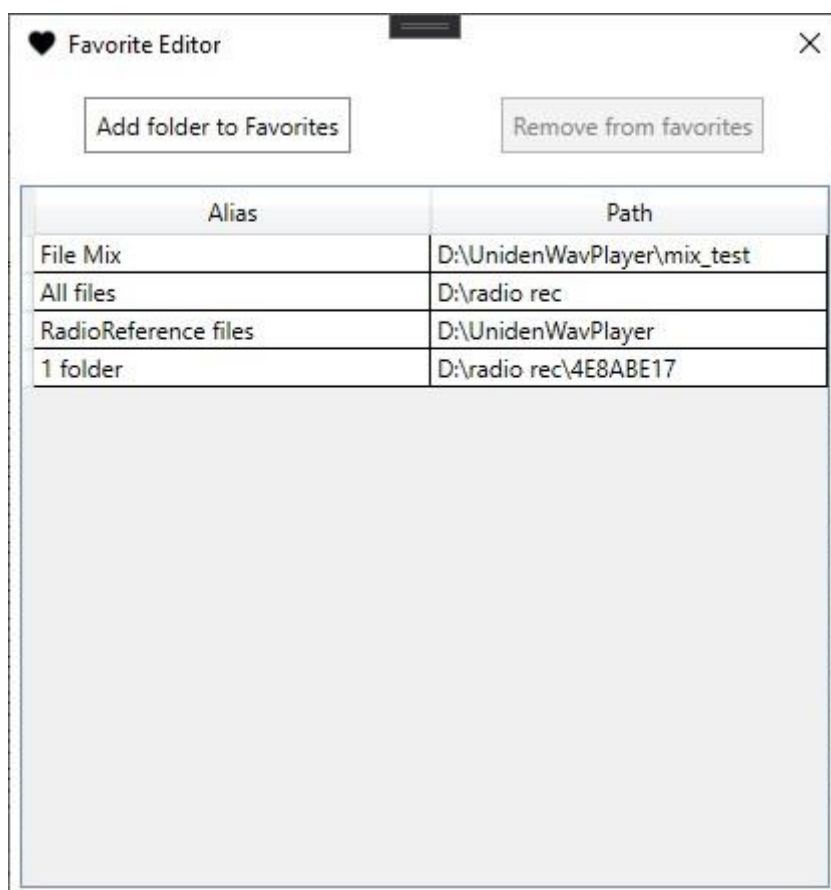 Favorite Editor
Add folder to Favorites Remove from favorites
Alias Path
File Mix D:\UnidenWavPlayer\mix_test
All files D:\radio rec
RadioReference files D:\UnidenWavPlayer
1 folder D:\radio rec\4E8ABE17